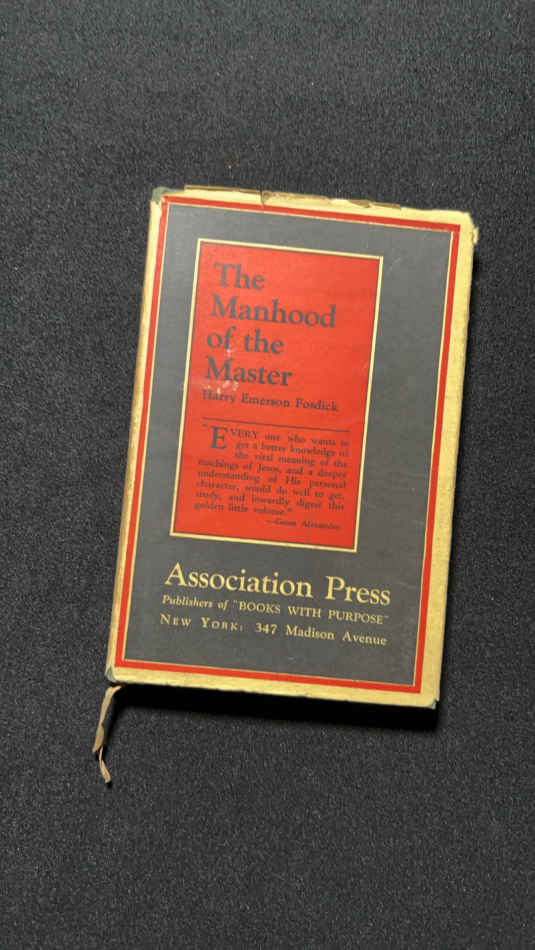 The
Manhood
of the
Master
Harry Emerson Fosdick
"EVERY one who wants to
get a better knowledge of
the vital meaning of the
teachings of Jesus, and a deeper
understanding of His personal
character, would do well to get,
study, and inwardly digest this
golden little volume."
Alexander
Association Press
Publishers of "BOOKS WITH PURPOSE"
NEW YORK: 347 Madison Avenue